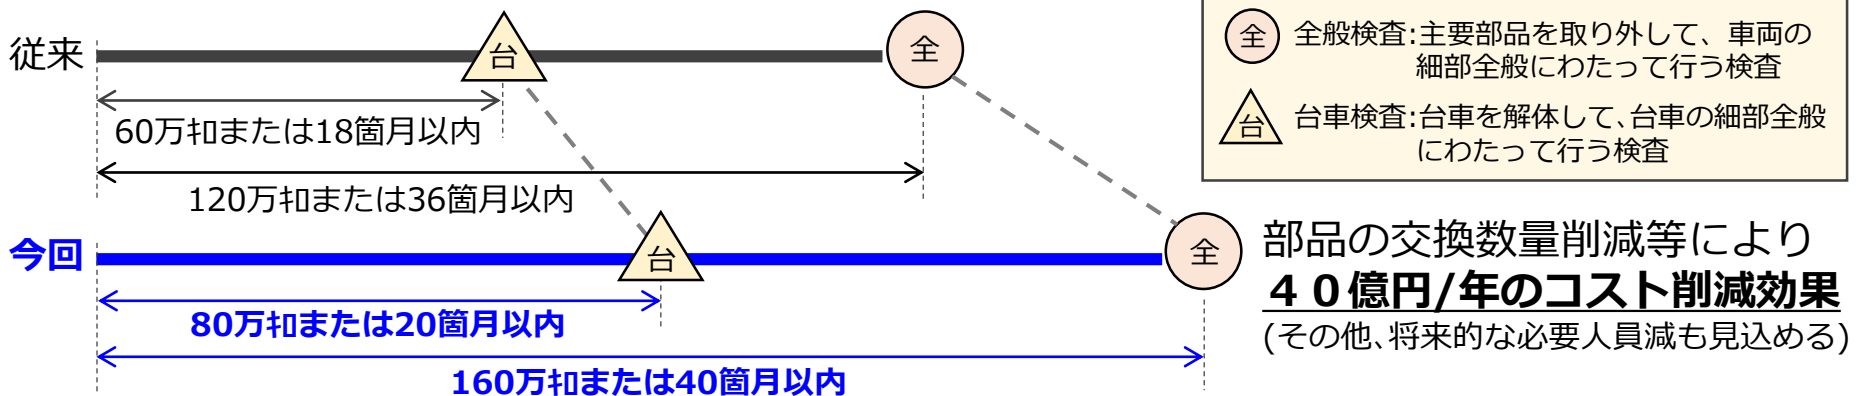 従来
台
全
60万㌔または18箇月以内
120万㌔または36箇月以内
全 全般検査:主要部品を取り外して、車両の
細部全般にわたって行う検査
台 台車検査:台車を解体して、台車の細部全般
にわたって行う検査
今回
台
全
80万㌔または20箇月以内
160万㌔または40箇月以内
部品の交換数量削減等により
４０億円/年のコスト削減効果
(その他、将来的な必要人員減も見込める)